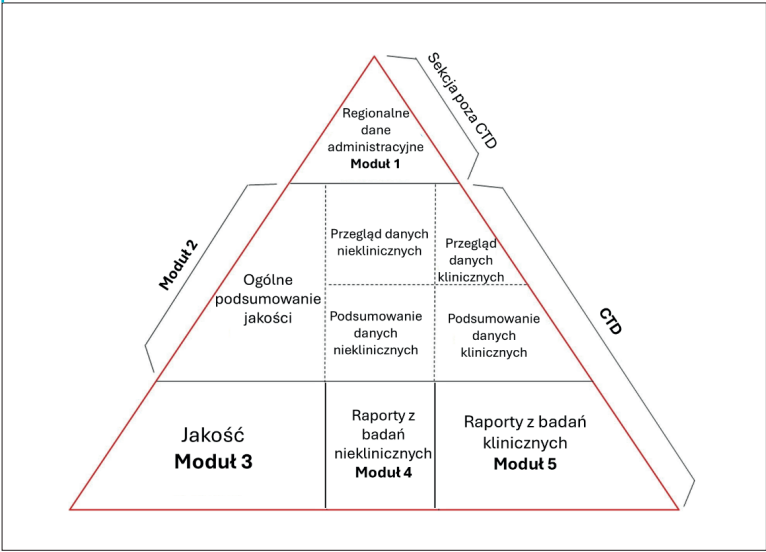 Sekcja poza CTD
Regionalne
dane
administracyjne
Moduł 1
Moduł 2
Ogólne
podsumowanie
jakości
Przegląd danych
nieklinicznych
Przegląd
danych
klinicznych
Podsumowanie
danych
nieklinicznych
Podsumowanie
danych
klinicznych
CTD
Jakość
Moduł 3
Raporty z
badań
nieklinicznych
Moduł 4
Raporty z badań
klinicznych
Moduł 5